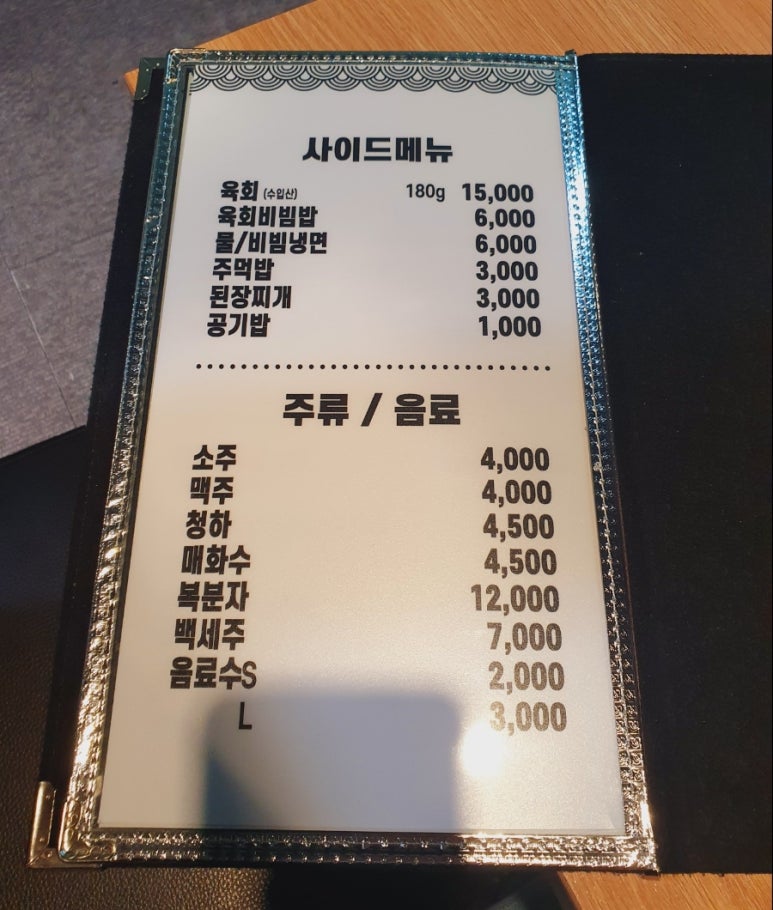 사이드메뉴
육회 (수입산) 180g 15,000
육회비빔밥 6,000
물/비빔냉면 6,000
주먹밥 3,000
된장찌개 3,000
공기밥 1,000
주류 / 음료
소주 4,000
맥주 4,000
청하 4,500
매화수 4,500
복분자 12,000
백세주 7,000
음료수S 2,000
L 3,000